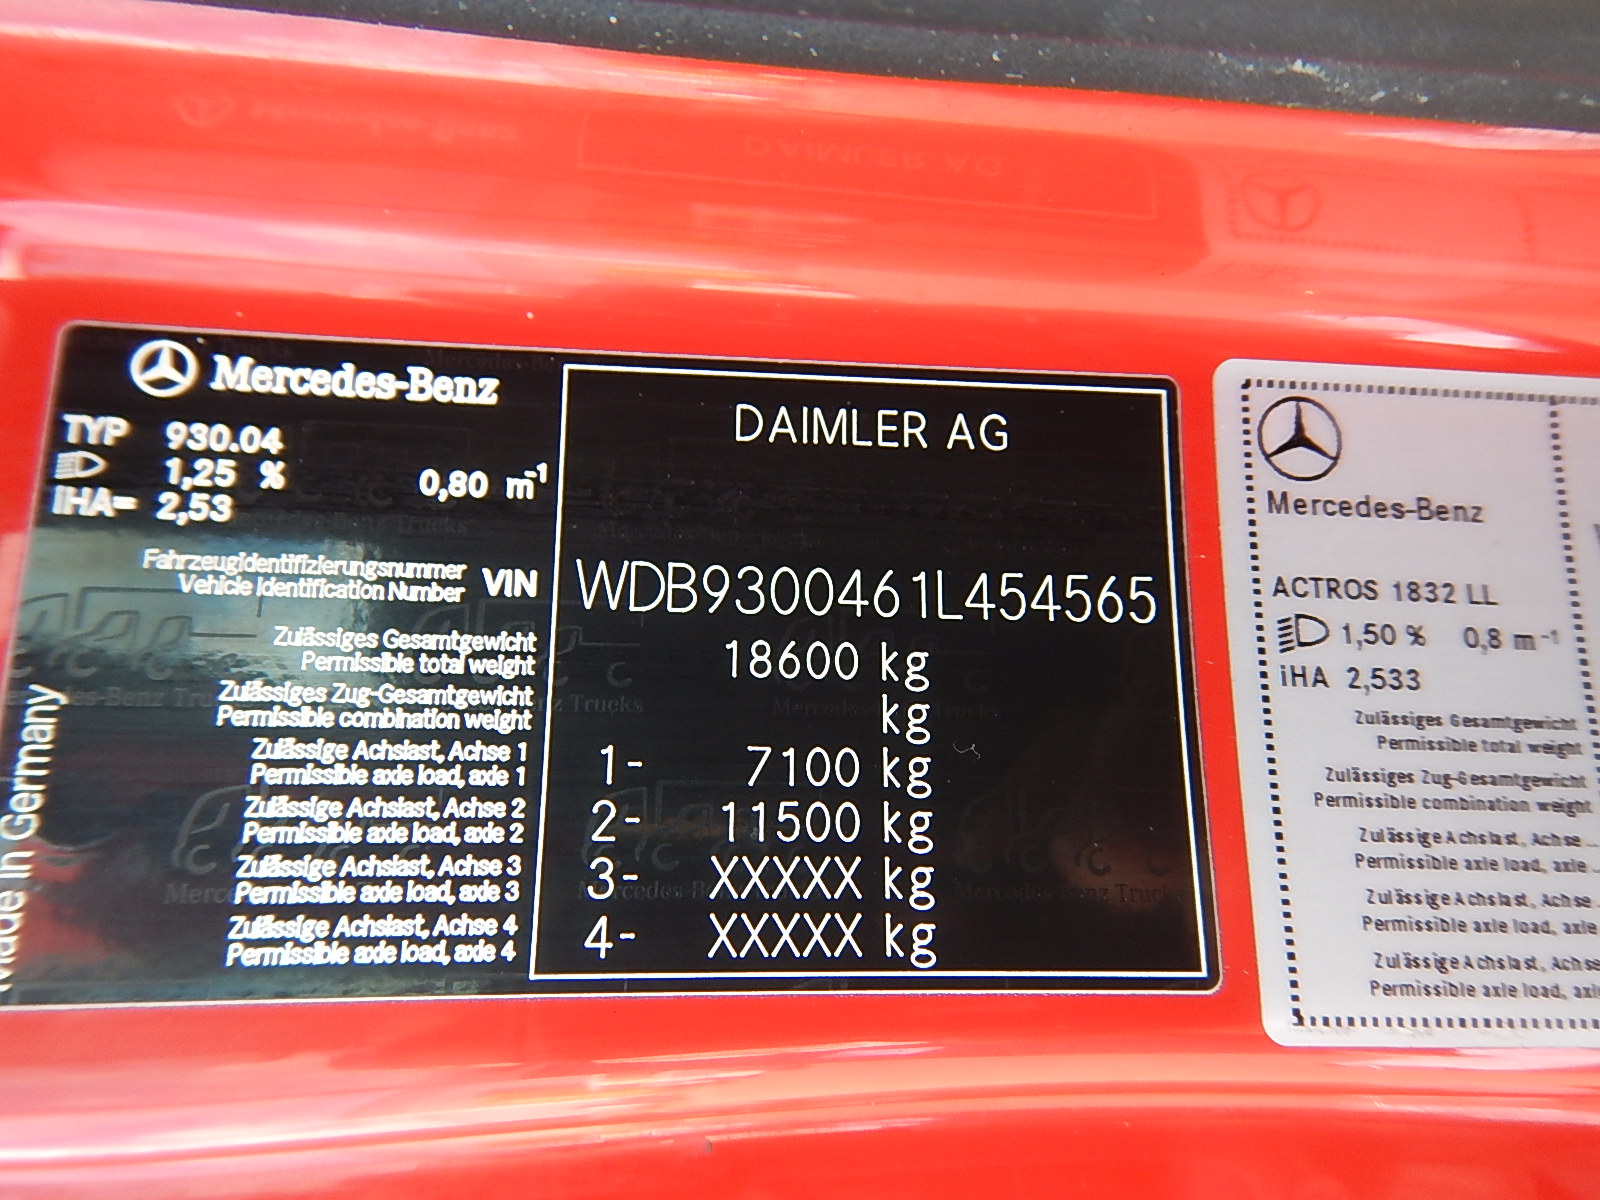 Mercedes-Benz
TYP 930.04
1,25 % 0,80 m-1
iHA= 2,53
DAIMLER AG
Fahrzeugidentifizierungsnummer
Vehicle Identification Number
VIN WDB9300461L454565
Zulässiges Gesamtgewicht
Permissible total weight
18600 kg
Zulässiges Zug-Gesamtgewicht
Permissible combination weight
kg
Zulässige Achslast, Achse 1
Permissible axle load, axle 1
1- 7100 kg
Zulässige Achslast, Achse 2
Permissible axle load, axle 2
2- 11500 kg
Zulässige Achslast, Achse 3
Permissible axle load, axle 3
3- XXXXX kg
Zulässige Achslast, Achse 4
Permissible axle load, axle 4
4- XXXXX kg
Made in Germany
Mercedes-Benz
ACTROS 1832 LL
1,50 % 0,8 m-1
iHA 2,533
Zulässiges Gesamtgewicht
Permissible total weight
Zulässiges Zug-Gesamtgewicht
Permissible combination weight
Zulässige Achslast, Achse ...
Permissible axle load, axle ...
Zulässige Achslast, Achse
Permissible axle load, axle
Zulässige Achslast, Achse
Permissible axle load, axle